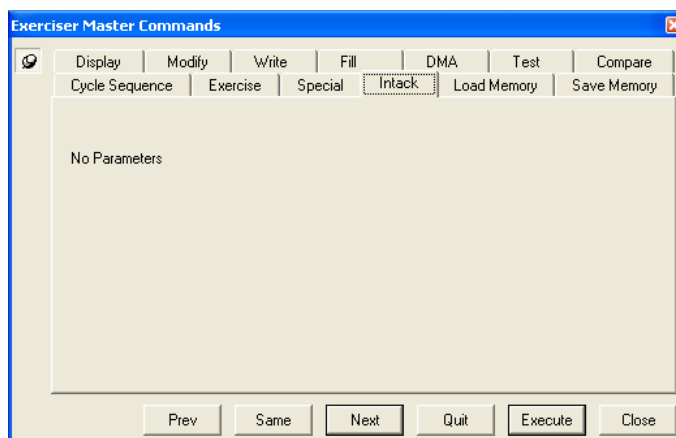 Exerciser Master Commands
Display Modify Write Fill DMA Test Compare
Cycle Sequence Exercise Special Intack Load Memory Save Memory
No Parameters
Prev Same Next Quit Execute Close